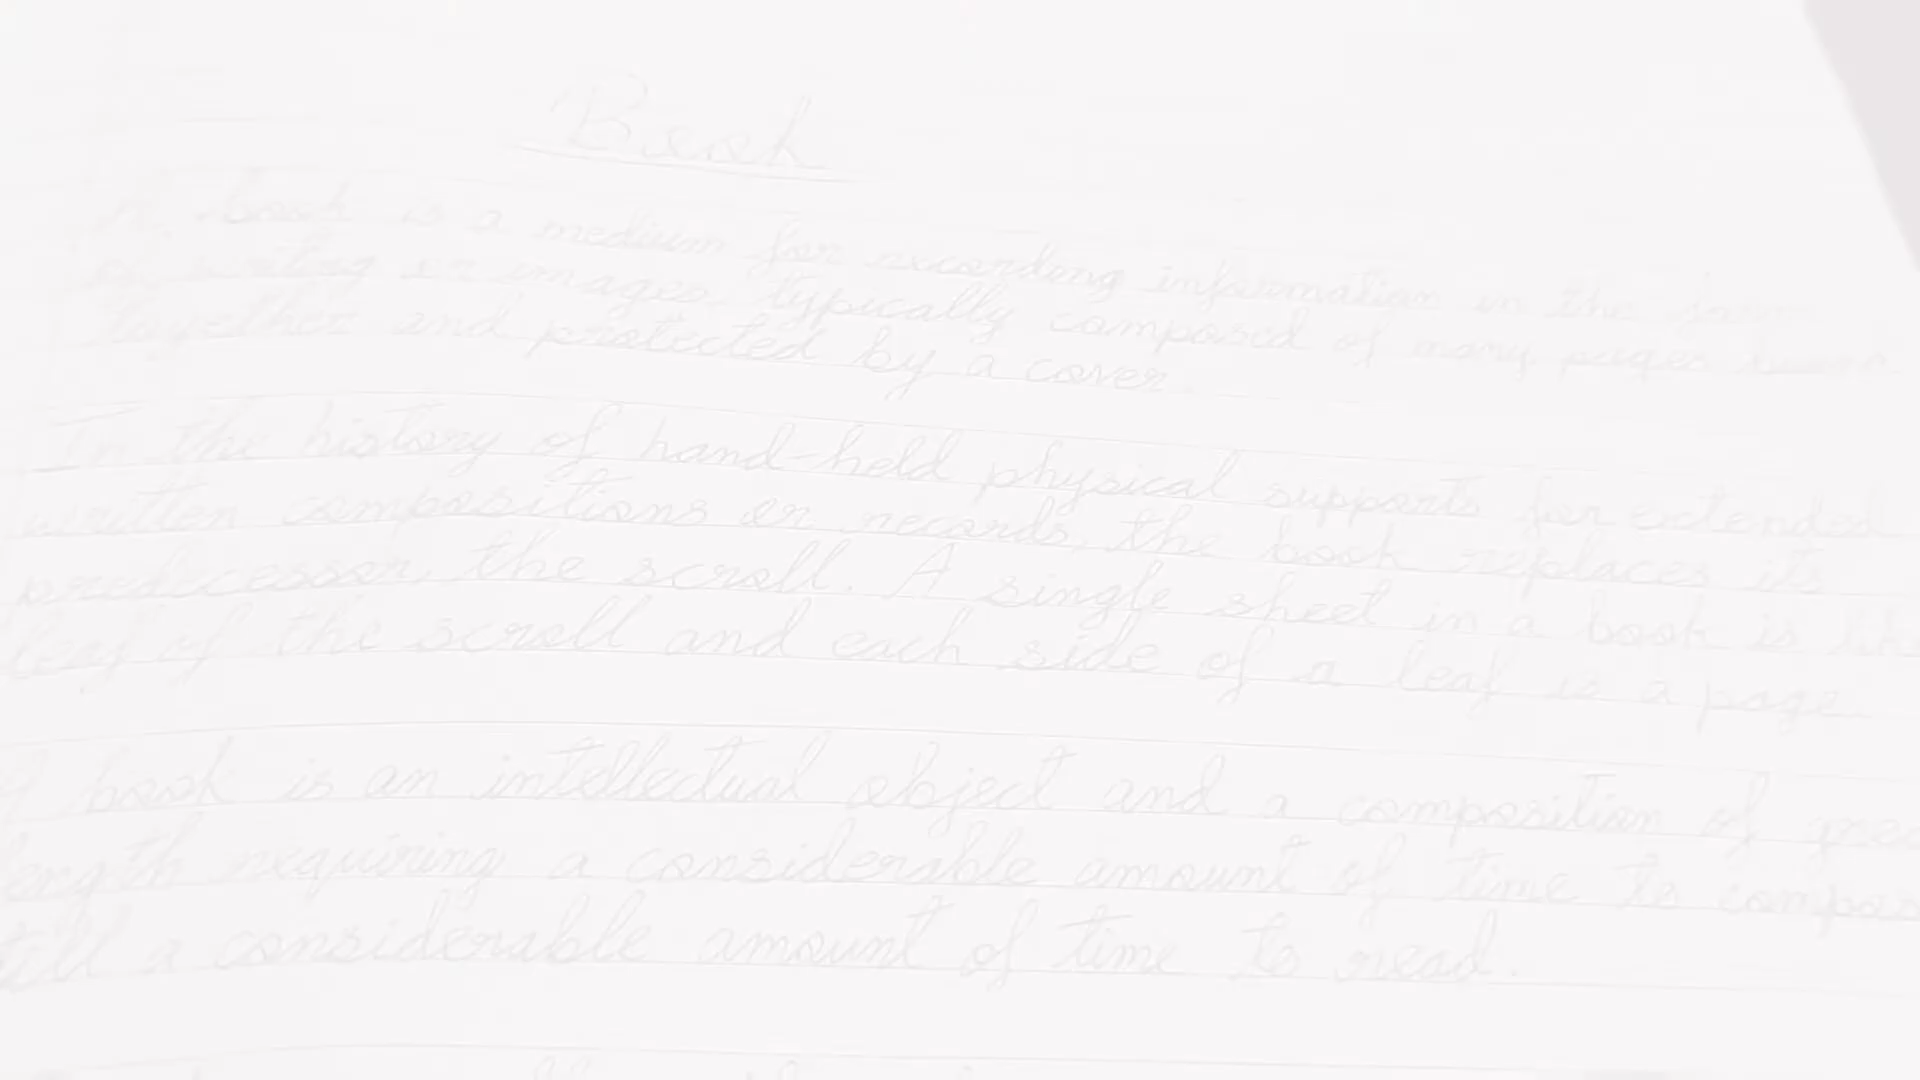 Book
A book is a medium for recording information in the form
of writing or images typically composed of many pages
together and protected by a cover.
In the history of hand-held physical supports for extended
written compositions or records, the book replaces its
predecessor, the scroll. A single sheet in a book is
leaf of the scroll and each side of a leaf is a page
A book is an intellectual object and a composition of
length requiring a considerable amount of time to
still a considerable amount of time to read.